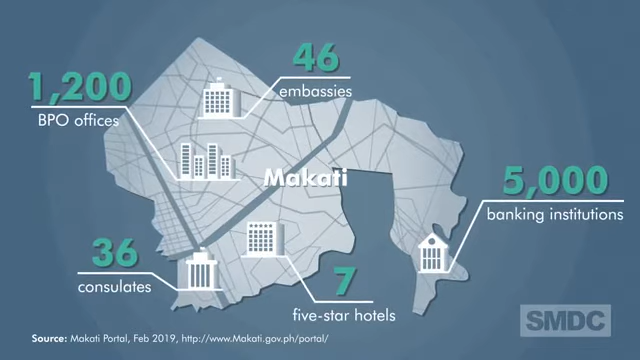 46
embassies
1,200
BPO offices
Makati
5,000
banking institutions
36
consulates
7
five-star hotels
SMDC
Source: Makati Portal, Feb 2019, http://www.Makati.gov.ph/portal/